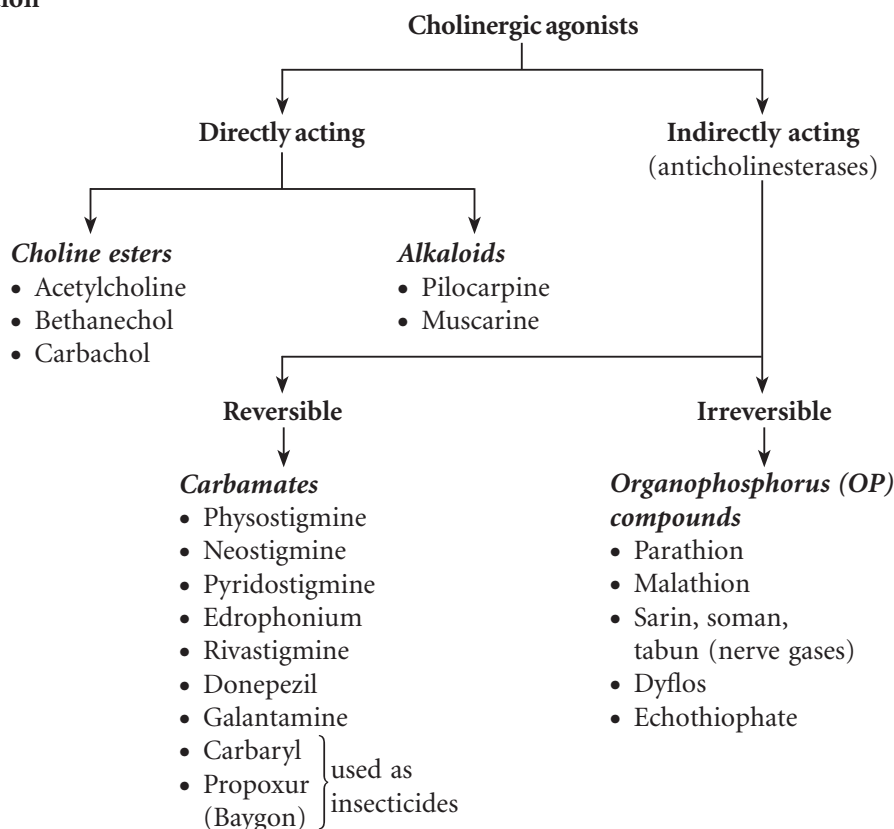 Cholinergic agonists
Directly acting
Indirectly acting
(anticholinesterases)
Choline esters
• Acetylcholine
• Bethanechol
• Carbachol
Alkaloids
• Pilocarpine
• Muscarine
Reversible
Carbamates
• Physostigmine
• Neostigmine
• Pyridostigmine
• Edrophonium
• Rivastigmine
• Donepezil
• Galantamine
• Carbaryl
• Propoxur
(Baygon)
used as
insecticides
Irreversible
Organophosphorus (OP)
compounds
• Parathion
• Malathion
• Sarin, soman,
tabun (nerve gases)
• Dyflos
• Echothiophate